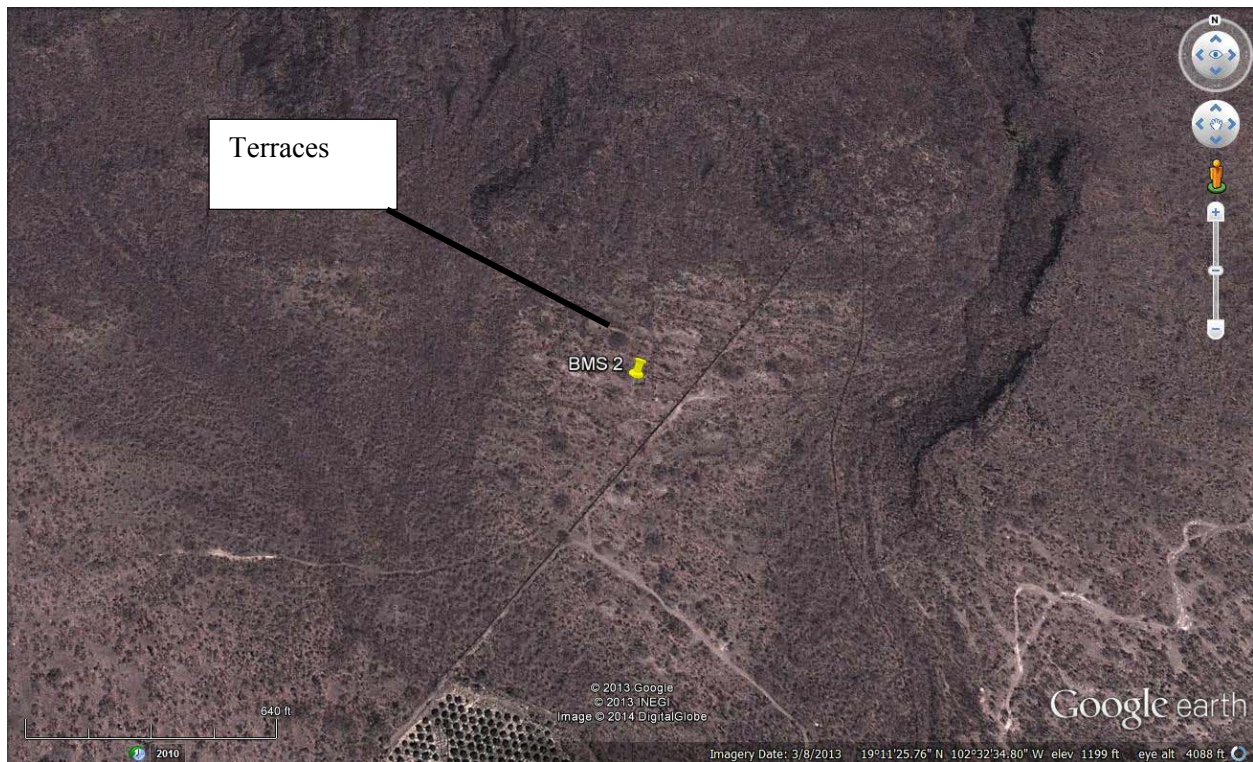 N
Terraces
BMS 2
© 2013 Google
© 2013 INEGI
Image © 2014 DigitalGlobe
640 ft
Google earth
2010
Imagery Date: 3/8/2013 19°11'25.76" N 102°32'34.80" W elev 1199 ft eye alt 4088 ft